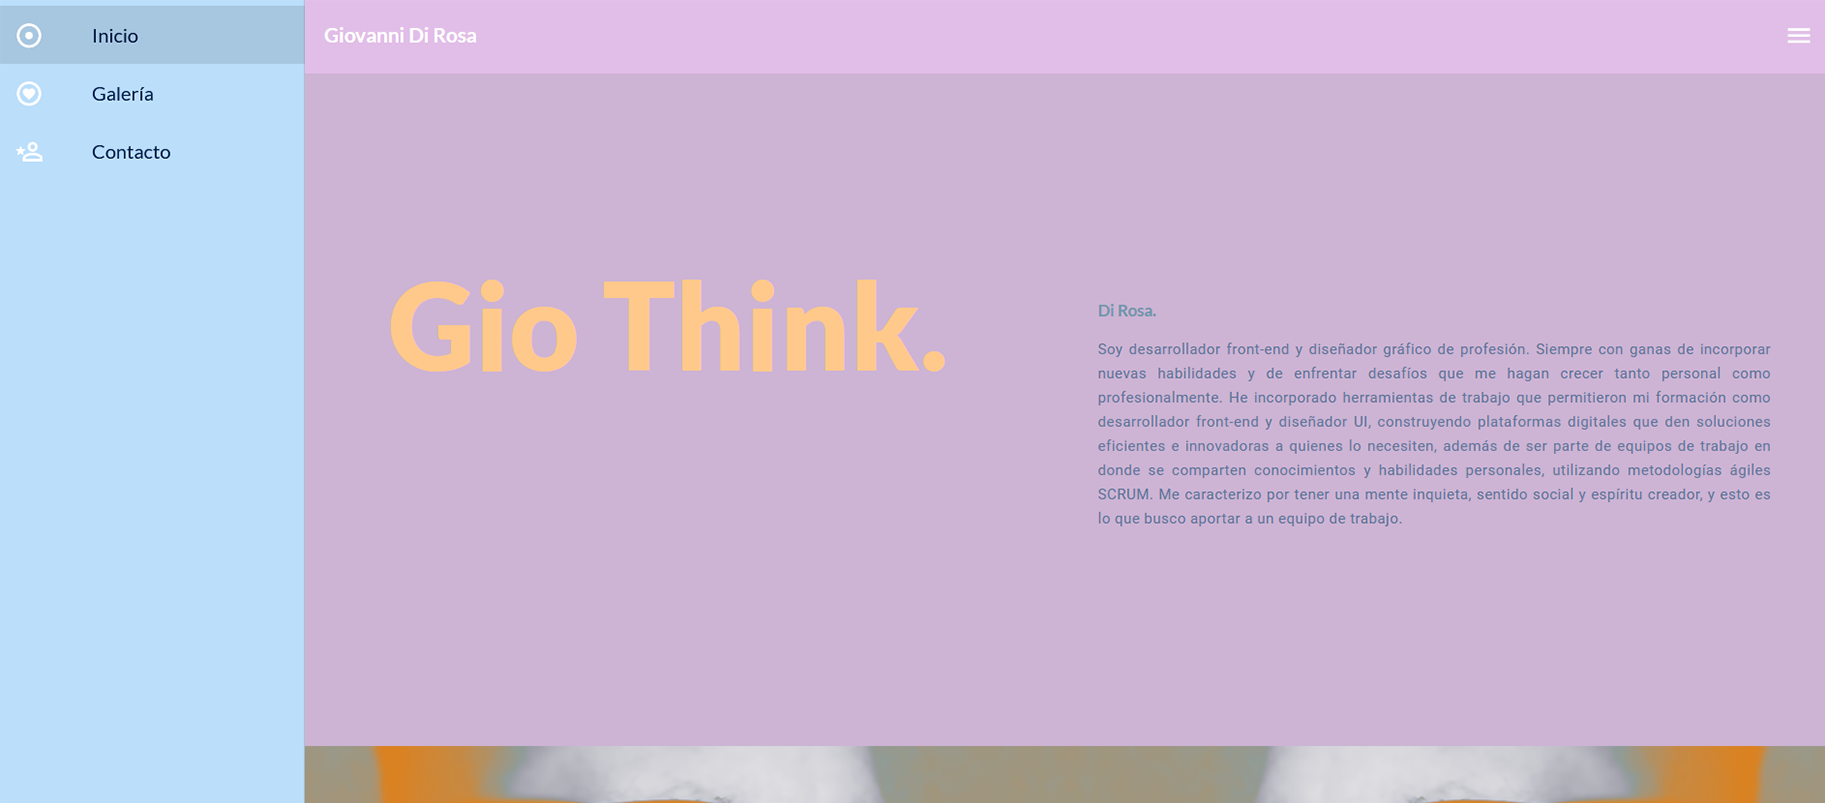 Inicio
Galería
Contacto
Giovanni Di Rosa
Gio Think.
Di Rosa.
Soy desarrollador front-end y diseñador gráfico de profesión. Siempre con ganas de incorporar
nuevas habilidades y de enfrentar desafíos que me hagan crecer tanto personal como
profesionalmente. He incorporado herramientas de trabajo que permitieron mi formación como
desarrollador front-end y diseñador UI, construyendo plataformas digitales que den soluciones
eficientes e innovadoras a quienes lo necesiten, además de ser parte de equipos de trabajo en
donde se comparten conocimientos y habilidades personales, utilizando metodologías ágiles
SCRUM. Me caracterizo por tener una mente inquieta, sentido social y espíritu creador, y esto es
lo que busco aportar a un equipo de trabajo.